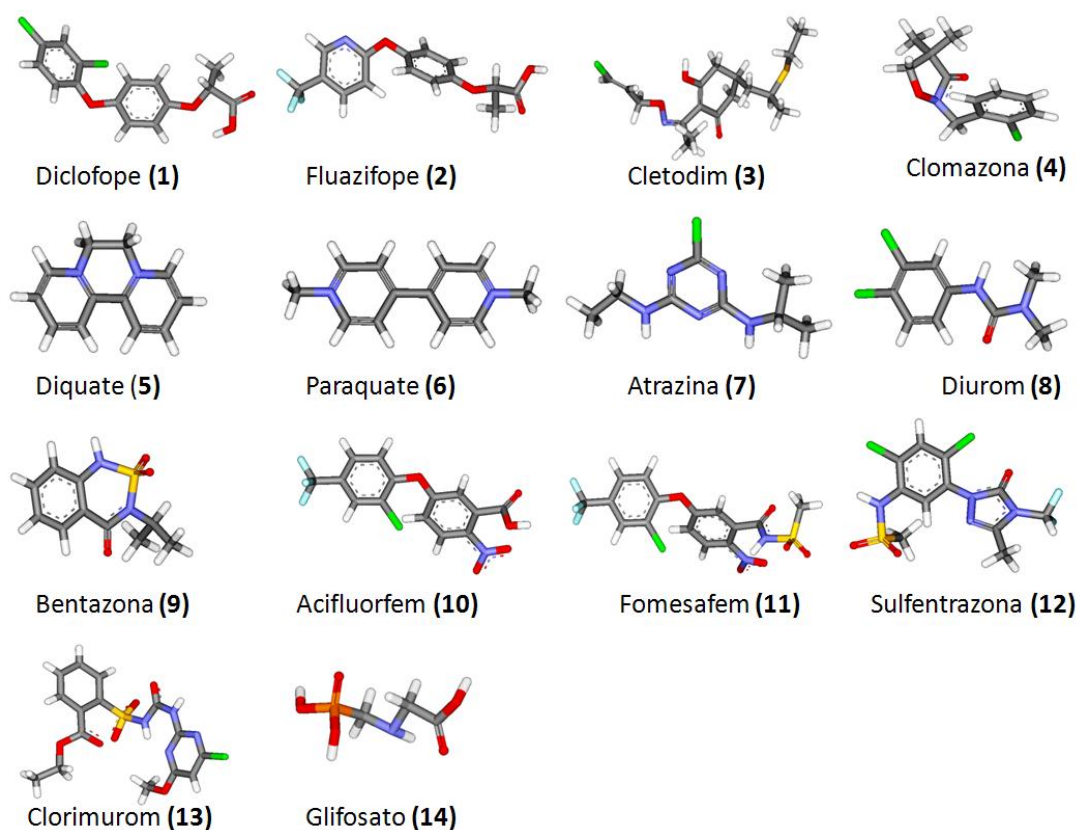 Diclofope (1)
Fluazifope (2)
Cletodim (3)
Clomazona (4)
Diquate (5)
Paraquate (6)
Atrazina (7)
Diurom (8)
Bentazona (9)
Acifluorfem (10)
Fomesafem (11)
Sulfentrazona (12)
Clorimurom (13)
Glifosato (14)